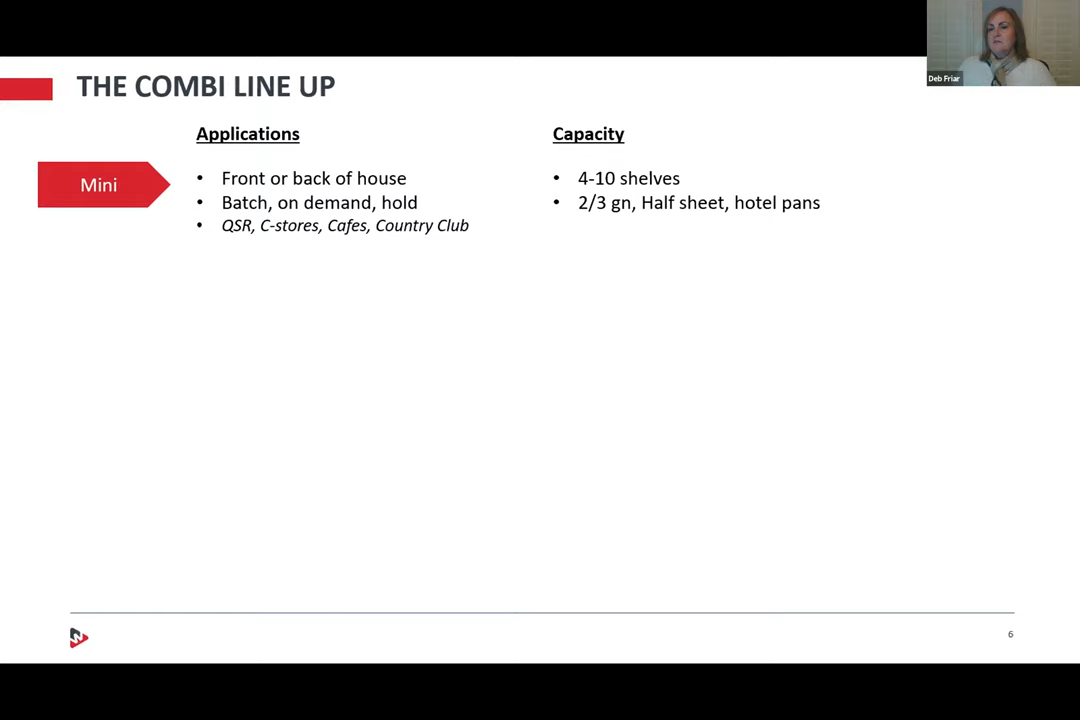 Deb Friar
THE COMBI LINE UP
Applications
Capacity
Mini
• Front or back of house
• Batch, on demand, hold
• QSR, C-stores, Cafes, Country Club
• 4-10 shelves
• 2/3 gn, Half sheet, hotel pans
6